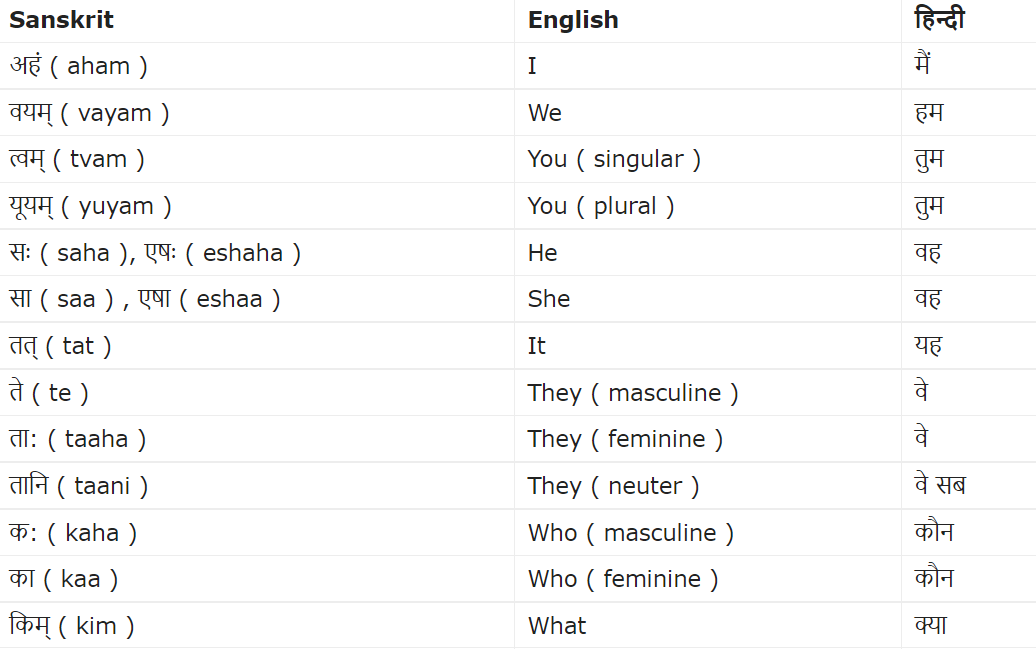 Sanskrit English हिन्दी
अहं ( aham ) I मैं
वयम् ( vayam ) We हम
त्वम् ( tvam ) You ( singular ) तुम
यूयम् ( yuyam ) You ( plural ) तुम
सः ( saha ), एषः ( eshaha ) He वह
सा ( saa ) , एषा ( eshaa ) She वह
तत् ( tat ) It यह
ते ( te ) They ( masculine ) वे
ता: ( taaha ) They ( feminine ) वे
तानि ( taani ) They ( neuter ) वे सब
क: ( kaha ) Who ( masculine ) कौन
का ( kaa ) Who ( feminine ) कौन
किम् ( kim ) What क्या